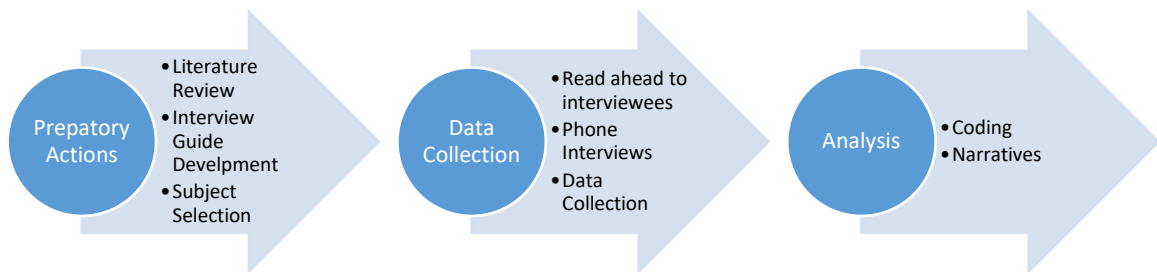 Prepatory
Actions
•Literature
Review
•Interview
Guide
Develpment
•Subject
Selection
Data
Collection
•Read ahead to
interviewees
•Phone
Interviews
•Data
Collection
Analysis
•Coding
•Narratives